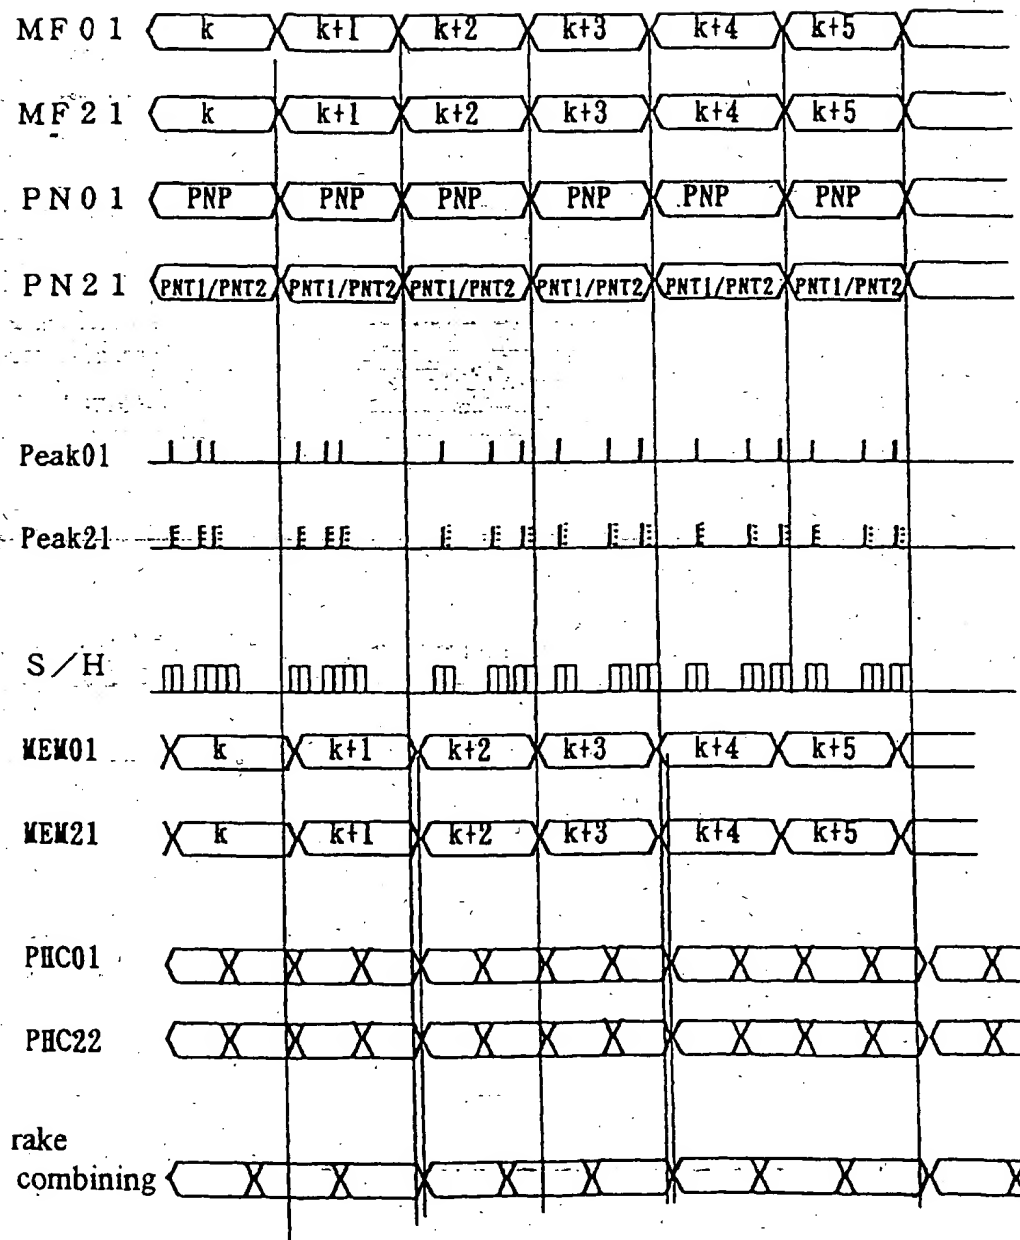 MF01 k k+1 k+2 k+3 k+4 k+5
MF21 k k+1 k+2 k+3 k+4 k+5
PN01 PNP PNP PNP PNP PNP PNP
PN21 PNT1/PNT2 PNT1/PNT2 PNT1/PNT2 PNT1/PNT2 PNT1/PNT2 PNT1/PNT2
Peak01
Peak21
S/H
MEM01 k k+1 k+2 k+3 k+4 k+5
MEM21 k k+1 k+2 k+3 k+4 k+5
PHC01
PHC22
rake
combining